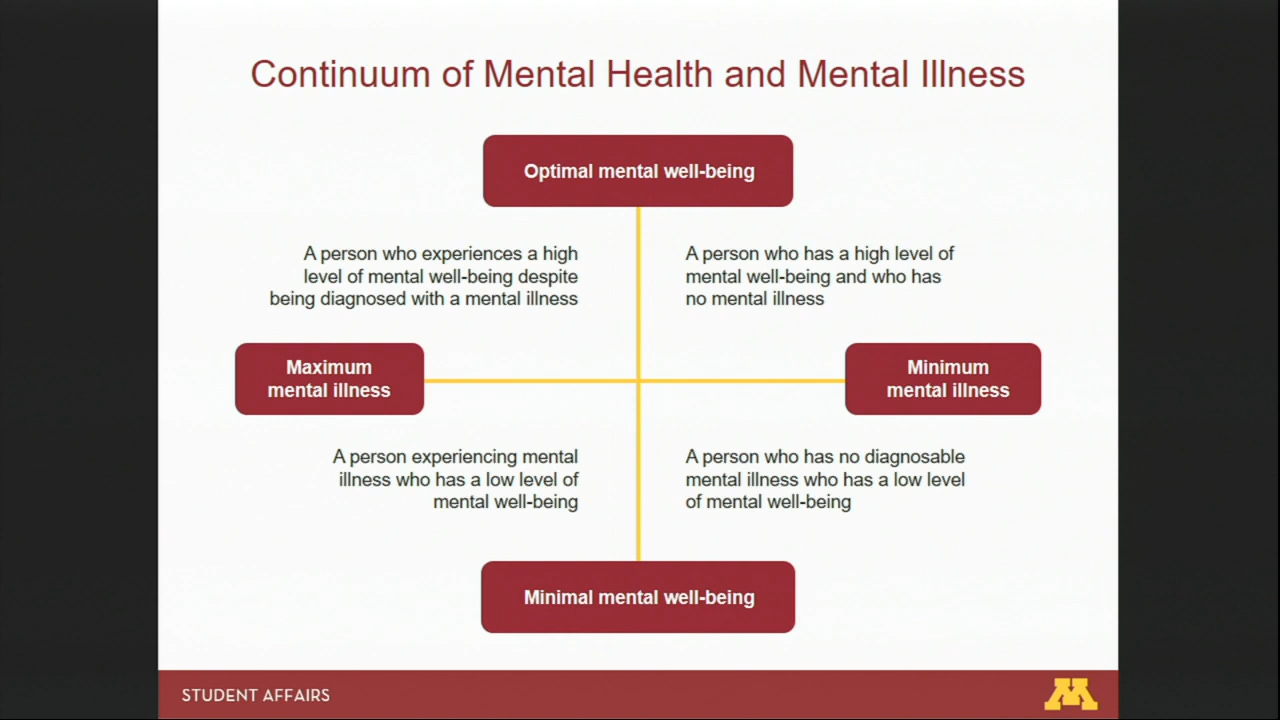 Continuum of Mental Health and Mental Illness
Optimal mental well-being
A person who experiences a high
level of mental well-being despite
being diagnosed with a mental illness
A person who has a high level of
mental well-being and who has
no mental illness
Maximum
mental illness
Minimum
mental illness
A person experiencing mental
illness who has a low level of
mental well-being
A person who has no diagnosable
mental illness who has a low level
of mental well-being
Minimal mental well-being
STUDENT AFFAIRS
M